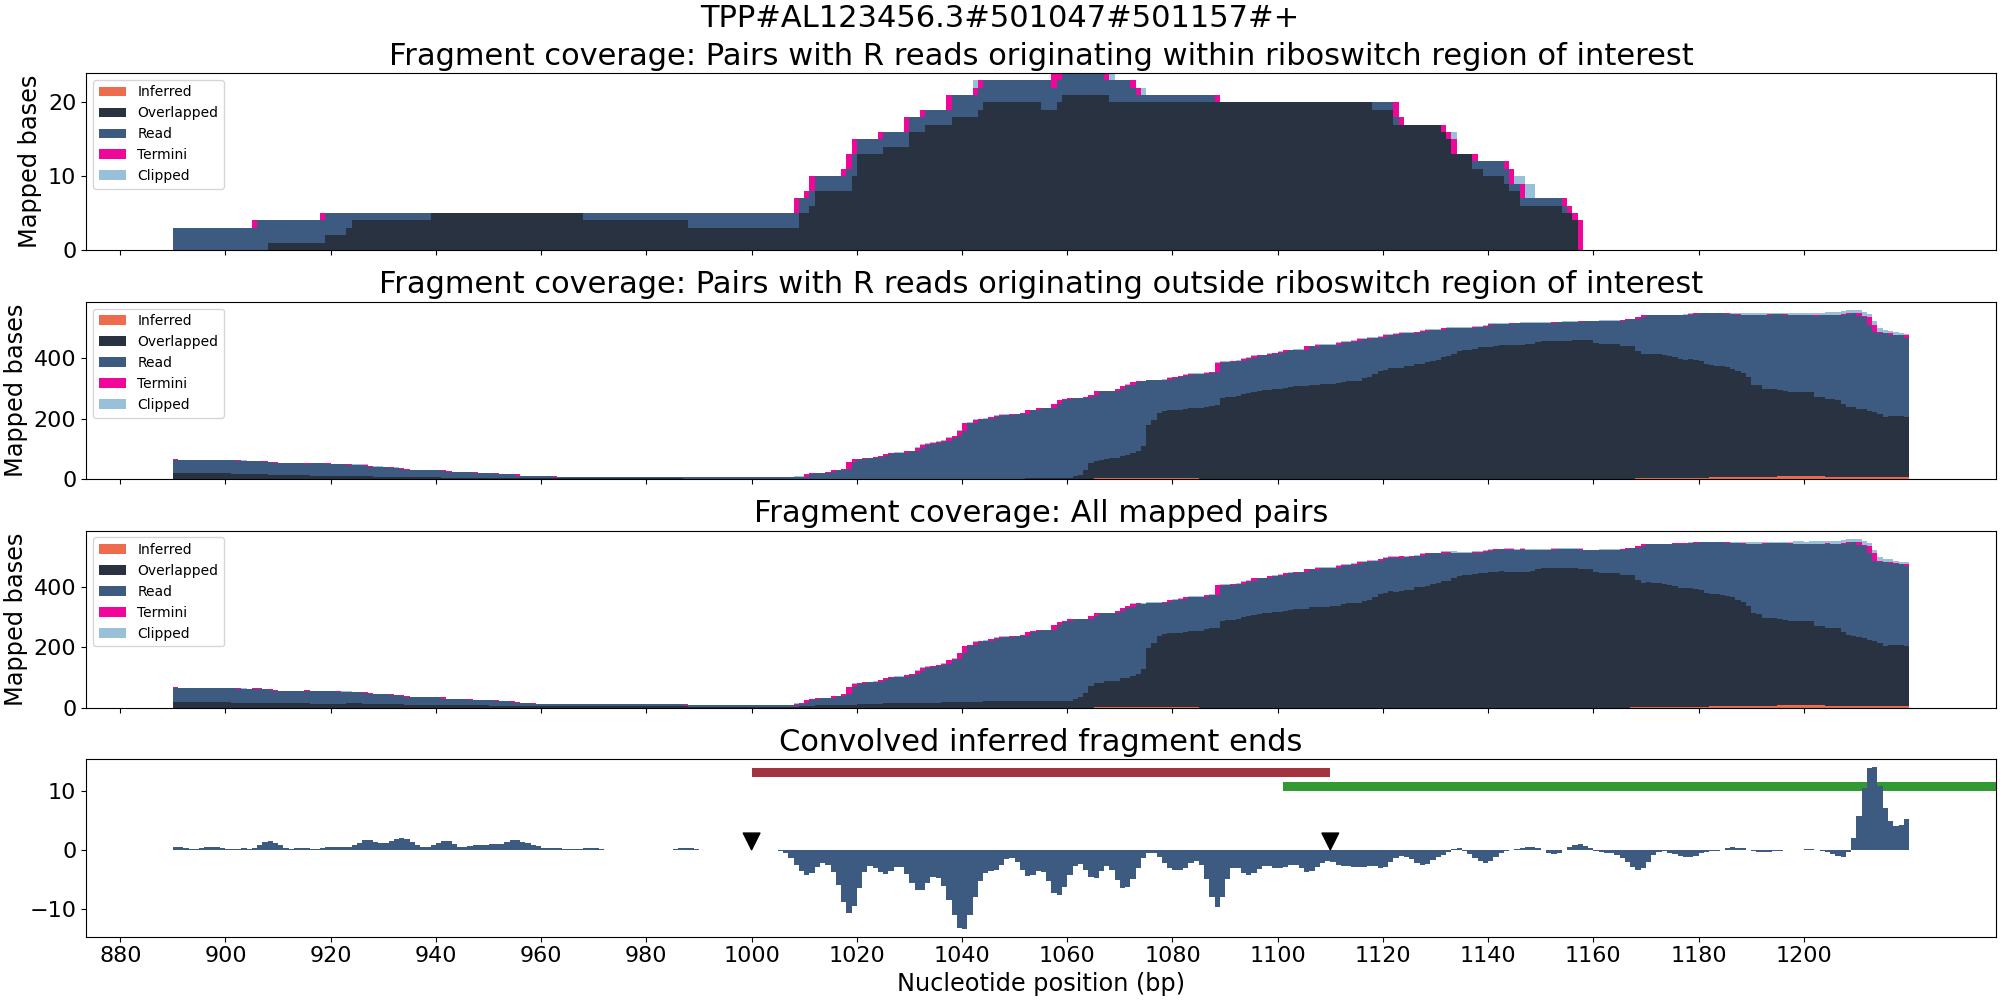 TPP#AL123456.3#501047#501157#+
Fragment coverage: Pairs with R reads originating within riboswitch region of interest
Mapped bases
20
10
0
Inferred
Overlapped
Read
Termini
Clipped
Fragment coverage: Pairs with R reads originating outside riboswitch region of interest
Mapped bases
400
200
0
Inferred
Overlapped
Read
Termini
Clipped
Fragment coverage: All mapped pairs
Mapped bases
400
200
0
Inferred
Overlapped
Read
Termini
Clipped
Convolved inferred fragment ends
10
0
−10
880 900 920 940 960 980 1000 1020 1040 1060 1080 1100 1120 1140 1160 1180 1200
Nucleotide position (bp)